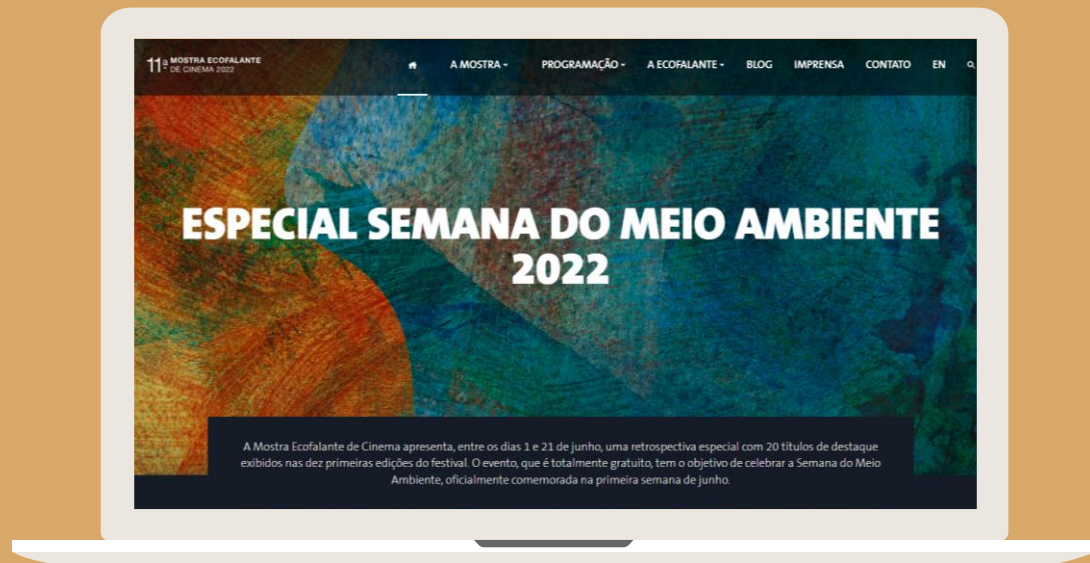 11ª MOSTRA ECOFALANTE
DE CINEMA 2022
A MOSTRA
PROGRAMAÇÃO
A ECOFALANTE
BLOG
IMPRENSA
CONTATO
EN
ESPECIAL SEMANA DO MEIO AMBIENTE
2022
A Mostra Ecofalante de Cinema apresenta, entre os dias 1 e 21 de junho, uma retrospectiva especial com 20 títulos de destaque
exibidos nas dez primeiras edições do festival. O evento, que é totalmente gratuito, tem o objetivo de celebrar a Semana do Meio
Ambiente, oficialmente comemorada na primeira semana de junho.